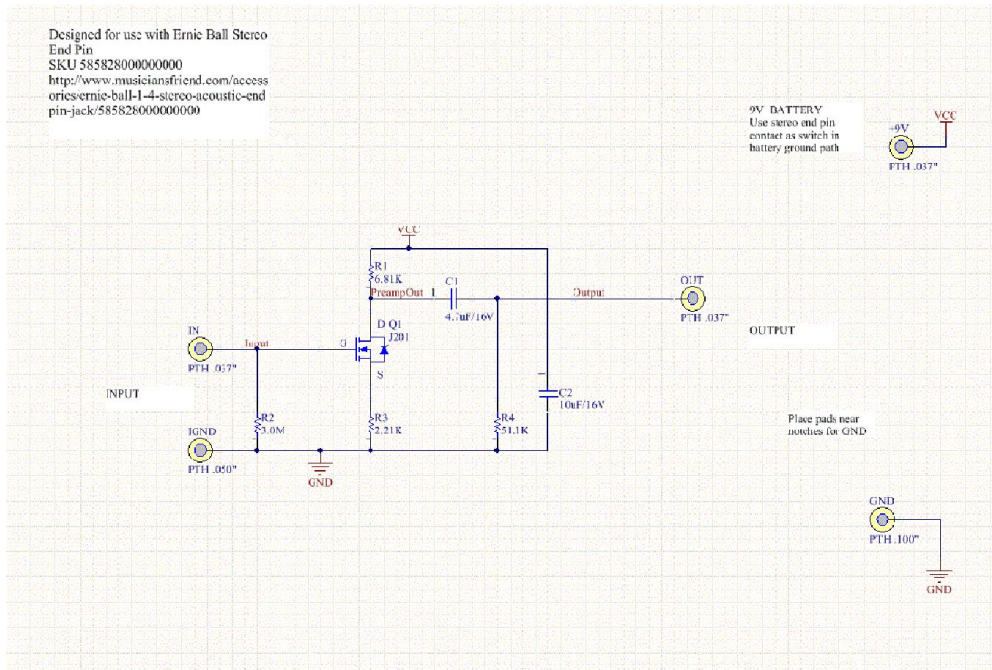 Designed for use with Ernie Ball Stereo
End Pin
SKU 585828000000000
http://www.musiciansfriend.com/access
ories/ernie-ball-1-4-stereo-acoustic-end
pin-jack/585828000000000
9V BATTERY
Use stereo end pin
contact as switch in
battery ground path
+9V
VCC
PTH .037"
VCC
R1
6.81K
PreampOut
1
C1
4.7uF/16V
Output
OUT
PTH .037"
OUTPUT
IN
PTH .037"
Input
G
D Q1
J201
S
INPUT
R2
3.0M
R3
2.21K
R4
51.1K
C2
10uF/16V
IGND
PTH .050"
GND
Place pads near
notches for GND
GND
PTH .100"
GND